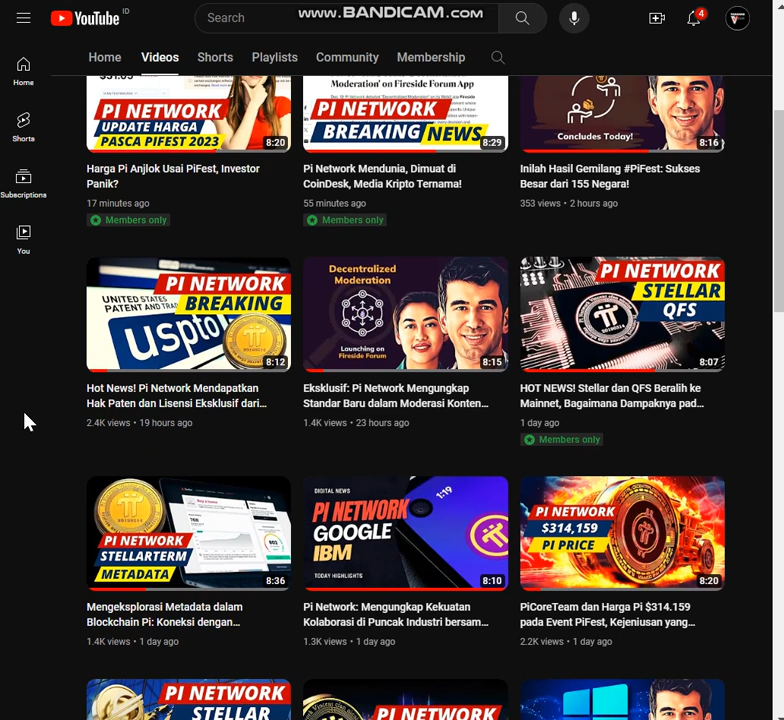 YouTube ID
Search
www.BANDICAM.com
4
Home
Videos
Shorts
Playlists
Community
Membership
Home
Shorts
Subscriptions
You
PI NETWORK
UPDATE HARGA
PASCA PIFEST 2023
8:20
Harga Pi Anjlok Usai PiFest, Investor
Panik?
17 minutes ago
Members only
Moderation' on Fireside Forum App
PI NETWORK
BREAKING NEWS
8:29
Pi Network Mendunia, Dimuat di
CoinDesk, Media Kripto Ternama!
55 minutes ago
Members only
Concludes Today!
8:16
Inilah Hasil Gemilang #PiFest: Sukses
Besar dari 155 Negara!
353 views • 2 hours ago
PI NETWORK
BREAKING
UNITED STATES
PATENT AND
uspto
8:12
Hot News! Pi Network Mendapatkan
Hak Paten dan Lisensi Eksklusif dari...
2.4K views • 19 hours ago
Decentralized
Moderation
Launching on
Fireside Forum
8:15
Eksklusif: Pi Network Mengungkap
Standar Baru dalam Moderasi Konten...
1.4K views • 23 hours ago
PI NETWORK
STELLAR
QFS
8:07
HOT NEWS! Stellar dan QFS Beralih ke
Mainnet, Bagaimana Dampaknya pad...
1 day ago
Members only
PI NETWORK
STELLARTERM
METADATA
8:36
Mengeksplorasi Metadata dalam
Blockchain Pi: Koneksi dengan...
1.4K views • 1 day ago
DIGITAL NEWS
1:19
PI NETWORK
GOOGLE
IBM
TODAY HIGHLIGHTS
8:10
Pi Network: Mengungkap Kekuatan
Kolaborasi di Puncak Industri bersam...
1.3K views • 1 day ago
PI NETWORK
$314,159
PI PRICE
8:20
PiCoreTeam dan Harga Pi $314.159
pada Event PiFest, Kejeniusan yang...
2.2K views • 1 day ago
PI NETWORK
STELLAR
PI NETWORK